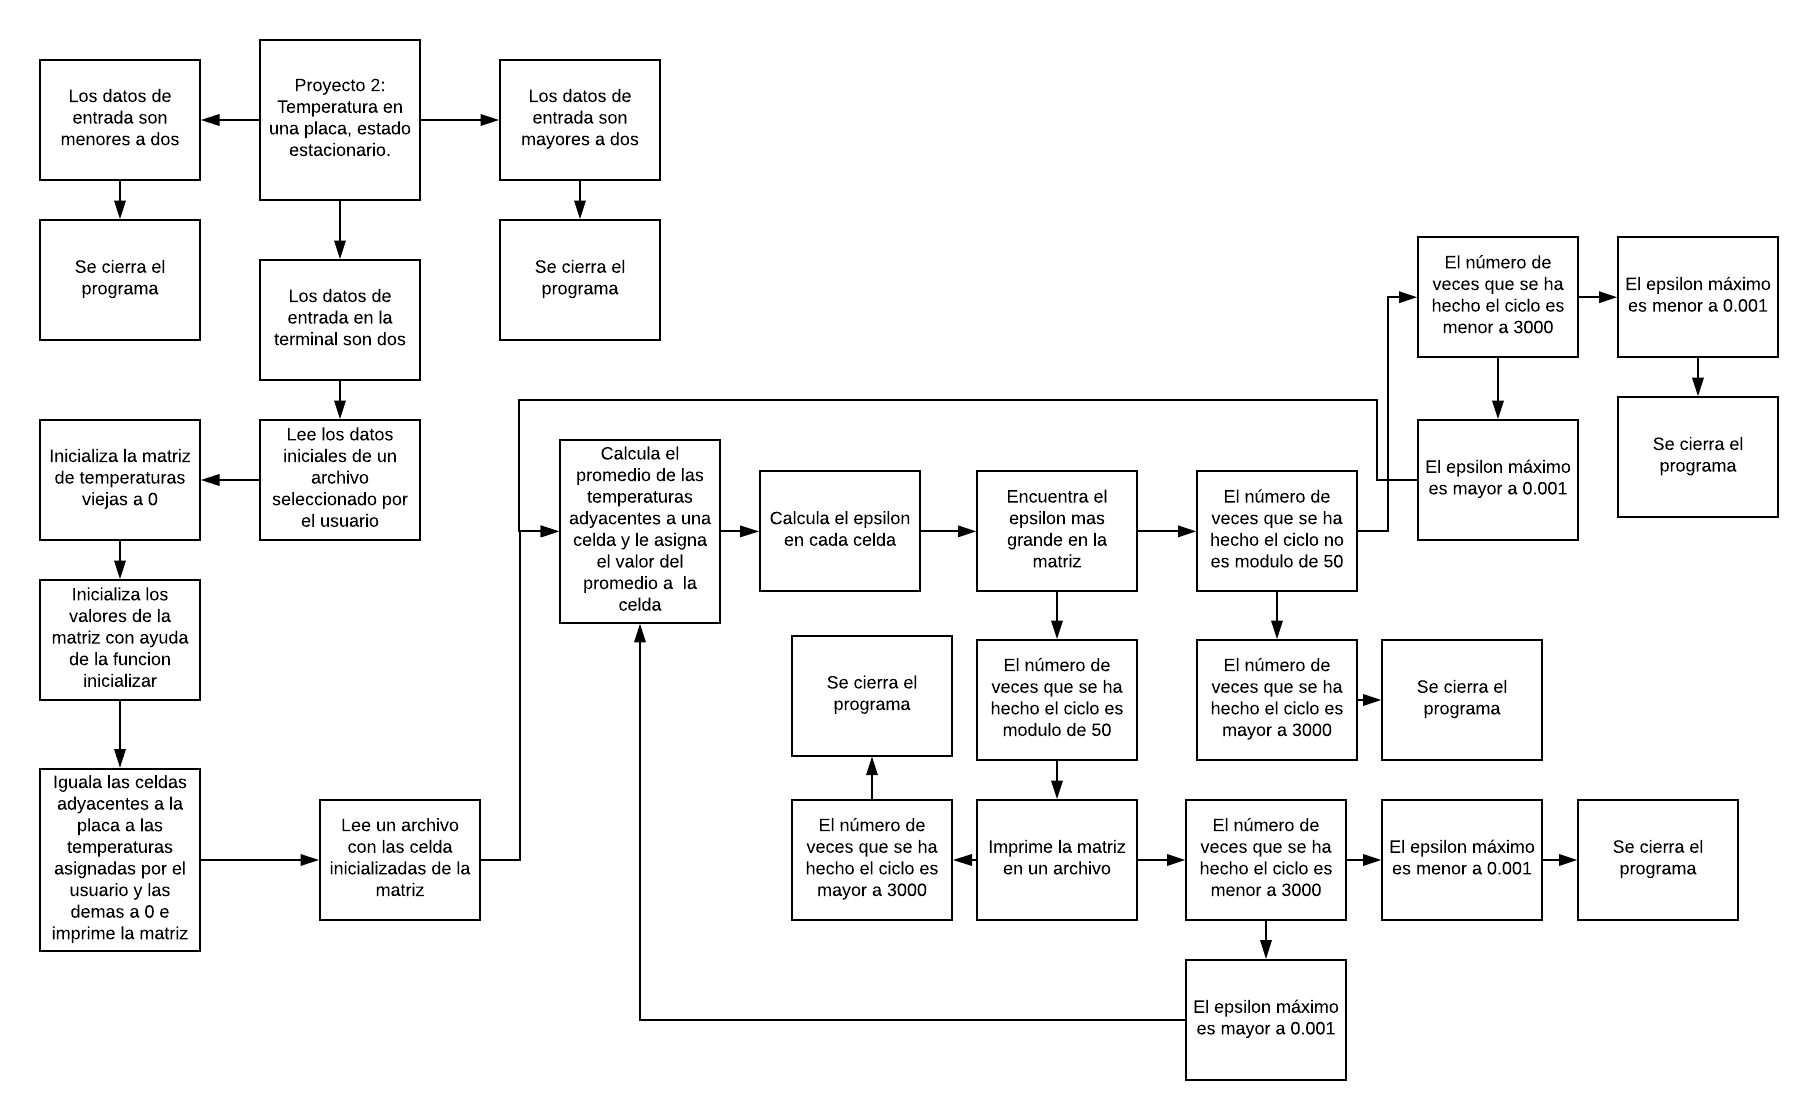 Los datos de
entrada son
menores a dos
Proyecto 2:
Temperatura en
una placa, estado
estacionario.
Los datos de
entrada son
mayores a dos
Se cierra el
programa
Se cierra el
programa
Los datos de
entrada en la
terminal son dos
Lee los datos
iniciales de un
archivo
seleccionado por
el usuario
Inicializa la matriz
de temperaturas
viejas a 0
Inicializa los
valores de la
matriz con ayuda
de la funcion
inicializar
Iguala las celdas
adyacentes a la
placa a las
temperaturas
asignadas por el
usuario y las
demas a 0 e
imprime la matriz
Lee un archivo
con las celda
inicializadas de la
matriz
Calcula el
promedio de las
temperaturas
adyacentes a una
celda y le asigna
el valor del
promedio a  la
celda
Calcula el epsilon
en cada celda
Encuentra el
epsilon mas
grande en la
matriz
El número de
veces que se ha
hecho el ciclo no
es modulo de 50
El número de
veces que se ha
hecho el ciclo es
menor a 3000
El epsilon máximo
es menor a 0.001
Se cierra el
programa
El epsilon máximo
es mayor a 0.001
El número de
veces que se ha
hecho el ciclo es
modulo de 50
El número de
veces que se ha
hecho el ciclo es
mayor a 3000
Se cierra el
programa
Se cierra el
programa
El número de
veces que se ha
hecho el ciclo es
mayor a 3000
Imprime la matriz
en un archivo
El número de
veces que se ha
hecho el ciclo es
menor a 3000
El epsilon máximo
es menor a 0.001
Se cierra el
programa
El epsilon máximo
es mayor a 0.001